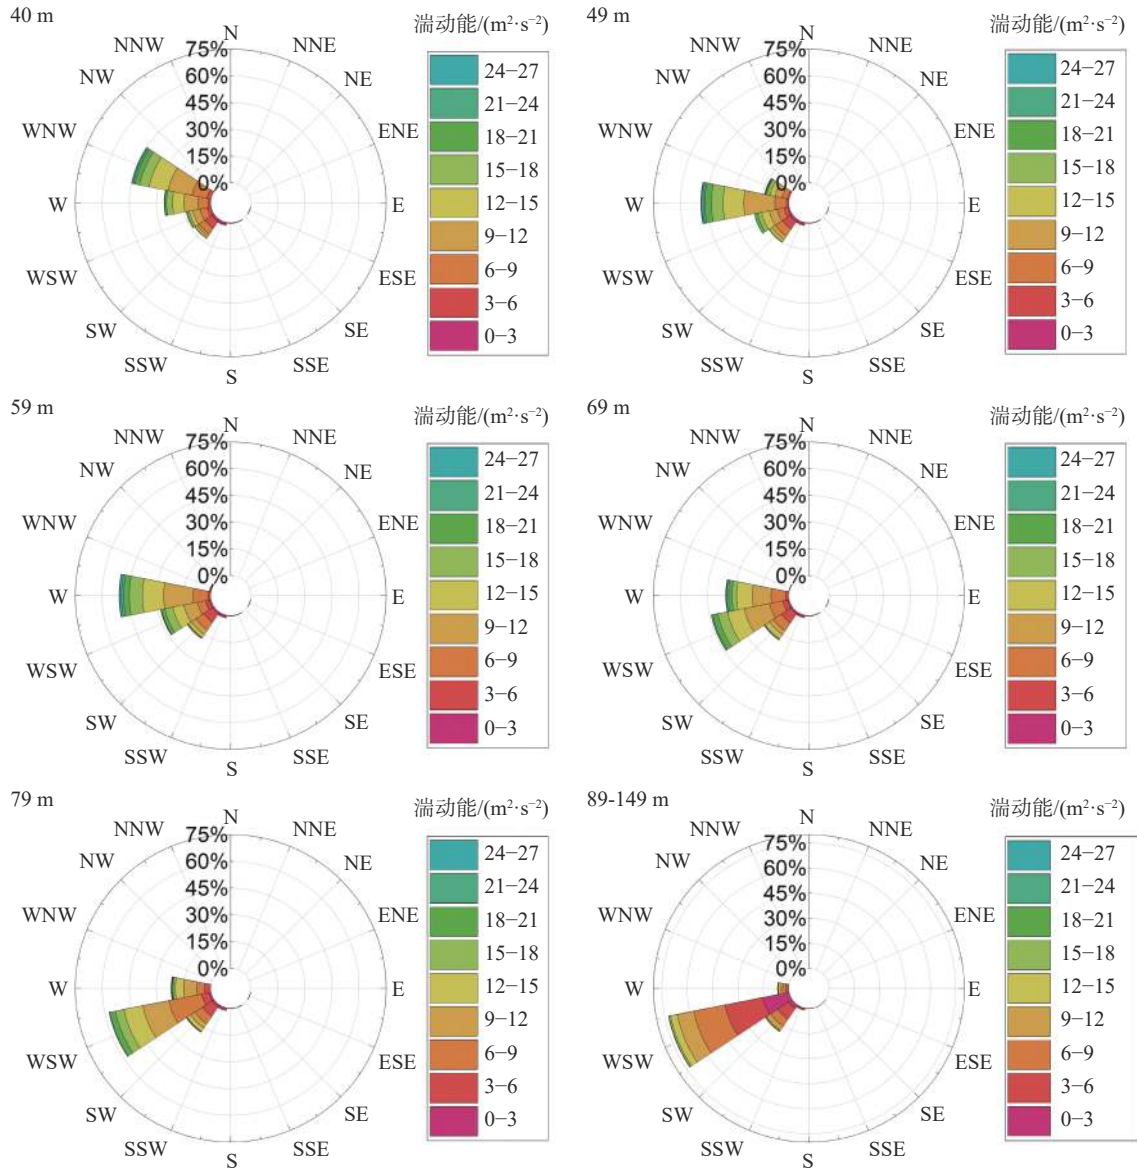 40 m
湍动能/(m²·s⁻²)
N
NNE
NE
ENE
E
ESE
SE
SSE
S
SSW
SW
WSW
W
WNW
NW
NNW
75%
60%
45%
30%
15%
0%
24−27
21−24
18−21
15−18
12−15
9−12
6−9
3−6
0−3
49 m
湍动能/(m²·s⁻²)
N
NNE
NE
ENE
E
ESE
SE
SSE
S
SSW
SW
WSW
W
WNW
NW
NNW
75%
60%
45%
30%
15%
0%
24−27
21−24
18−21
15−18
12−15
9−12
6−9
3−6
0−3
59 m
湍动能/(m²·s⁻²)
N
NNE
NE
ENE
E
ESE
SE
SSE
S
SSW
SW
WSW
W
WNW
NW
NNW
75%
60%
45%
30%
15%
0%
24−27
21−24
18−21
15−18
12−15
9−12
6−9
3−6
0−3
69 m
湍动能/(m²·s⁻²)
N
NNE
NE
ENE
E
ESE
SE
SSE
S
SSW
SW
WSW
W
WNW
NW
NNW
75%
60%
45%
30%
15%
0%
24−27
21−24
18−21
15−18
12−15
9−12
6−9
3−6
0−3
79 m
湍动能/(m²·s⁻²)
N
NNE
NE
ENE
E
ESE
SE
SSE
S
SSW
SW
WSW
W
WNW
NW
NNW
75%
60%
45%
30%
15%
0%
24−27
21−24
18−21
15−18
12−15
9−12
6−9
3−6
0−3
89-149 m
湍动能/(m²·s⁻²)
N
NNE
NE
ENE
E
ESE
SE
SSE
S
SSW
SW
WSW
W
WNW
NW
NNW
75%
60%
45%
30%
15%
0%
24−27
21−24
18−21
15−18
12−15
9−12
6−9
3−6
0−3